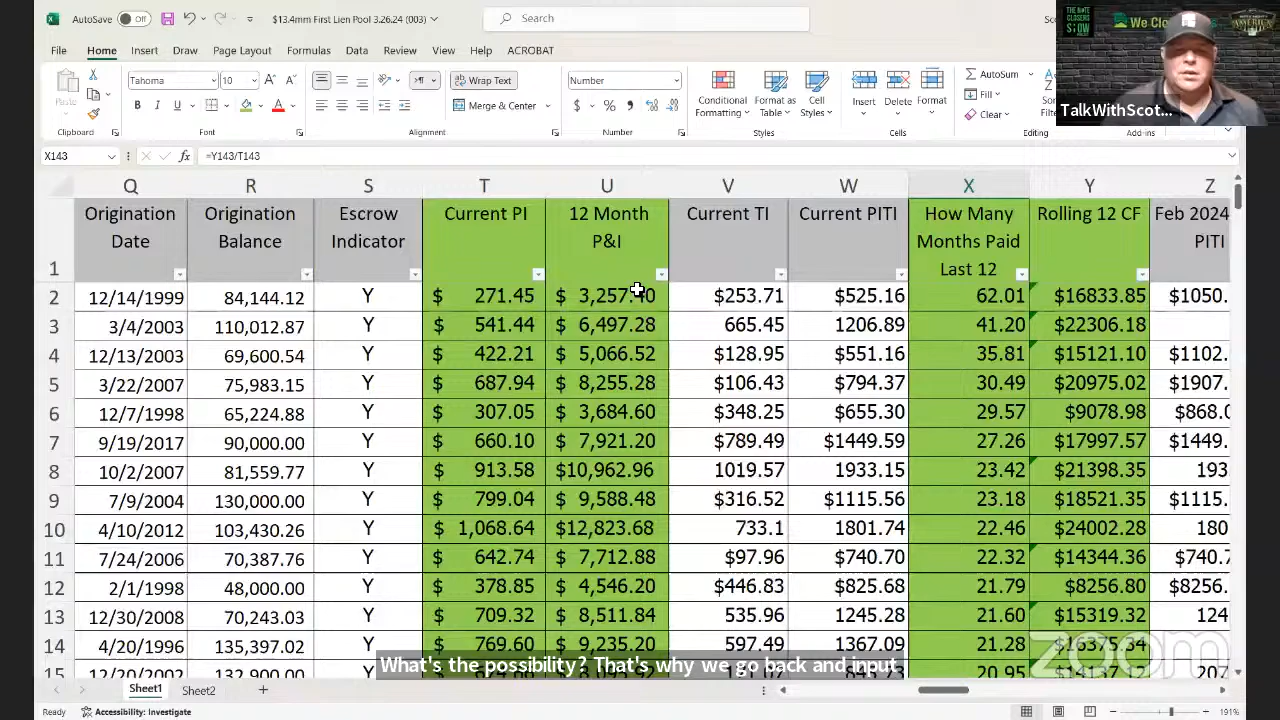 AutoSave Off $13.4mm First Lien Pool 3.26.24 (003) Search
THE NOTE CLOSERS SHOW
We Clo
File Home Insert Draw Page Layout Formulas Data Review View Help ACROBAT
Paste Tahoma 10 Wrap Text Number Conditional Formatting Format as Table Cell Styles Insert Delete Format AutoSum
B I U Merge & Center Fill
Clear
Clipboard Font Alignment Number Styles Cells Editing Add-ins
TalkWithScot...
X143 fx =Y143/T143
Q R S T U V W X Y Z
1 Origination Date Origination Balance Escrow Indicator Current PI 12 Month P&I Current TI Current PITI How Many Months Paid Last 12 Rolling 12 CF Feb 2024 PITI
2 12/14/1999 84,144.12 Y $ 271.45 $ 3,257.40 $253.71 $525.16 62.01 $16833.85 $1050.
3 3/4/2003 110,012.87 Y $ 541.44 $ 6,497.28 665.45 1206.89 41.20 $22306.18
4 12/13/2003 69,600.54 Y $ 422.21 $ 5,066.52 $128.95 $551.16 35.81 $15121.10 $1102.
5 3/22/2007 75,983.15 Y $ 687.94 $ 8,255.28 $106.43 $794.37 30.49 $20975.02 $1907.
6 12/7/1998 65,224.88 Y $ 307.05 $ 3,684.60 $348.25 $655.30 29.57 $9078.98 $868.0
7 9/19/2017 90,000.00 Y $ 660.10 $ 7,921.20 $789.49 $1449.59 27.26 $17997.57 $1449.
8 10/2/2007 81,559.77 Y $ 913.58 $10,962.96 1019.57 1933.15 23.42 $21398.35 193
9 7/9/2004 130,000.00 Y $ 799.04 $ 9,588.48 $316.52 $1115.56 23.18 $18521.35 $1115.
10 4/10/2012 103,430.26 Y $ 1,068.64 $12,823.68 733.1 1801.74 22.46 $24002.28 180
11 7/24/2006 70,387.76 Y $ 642.74 $ 7,712.88 $97.96 $740.70 22.32 $14344.36 $740.7
12 2/1/1998 48,000.00 Y $ 378.85 $ 4,546.20 $446.83 $825.68 21.79 $8256.80 $8256.
13 12/30/2008 70,243.03 Y $ 709.32 $ 8,511.84 535.96 1245.28 21.60 $15319.32 124
14 4/20/1996 135,397.02 Y $ 769.60 $ 9,235.20 597.49 1367.09 21.28 $16375.34
What's the possibility? That's why we go back and input
zoom
Sheet1 Sheet2 +
Ready Accessibility: Investigate 191%